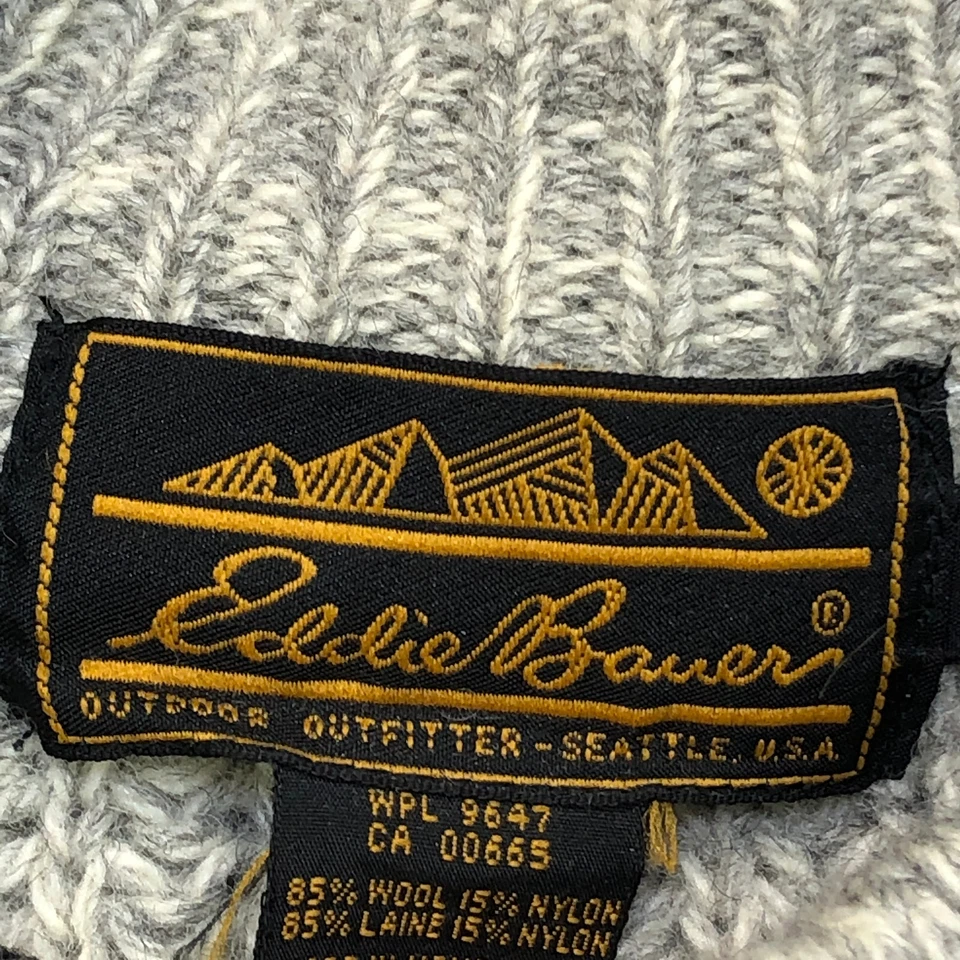 Eddie Bauer ®
OUTDOOR OUTFITTER - SEATTLE, U.S.A.
WPL 9647
CA 00665
85% WOOL 15% NYLON
85% LAINE 15% NYLON